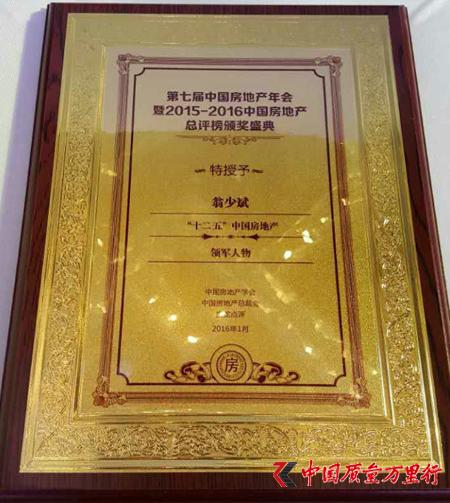 第七届中国房地产年会
暨2015-2016中国房地产
总评榜颁奖盛典
特授予
翁少斌
"十二五"中国房地产
领军人物
中国房地产学会
中国房地产总裁会
点评
2016年1月
房
中国质量万里行